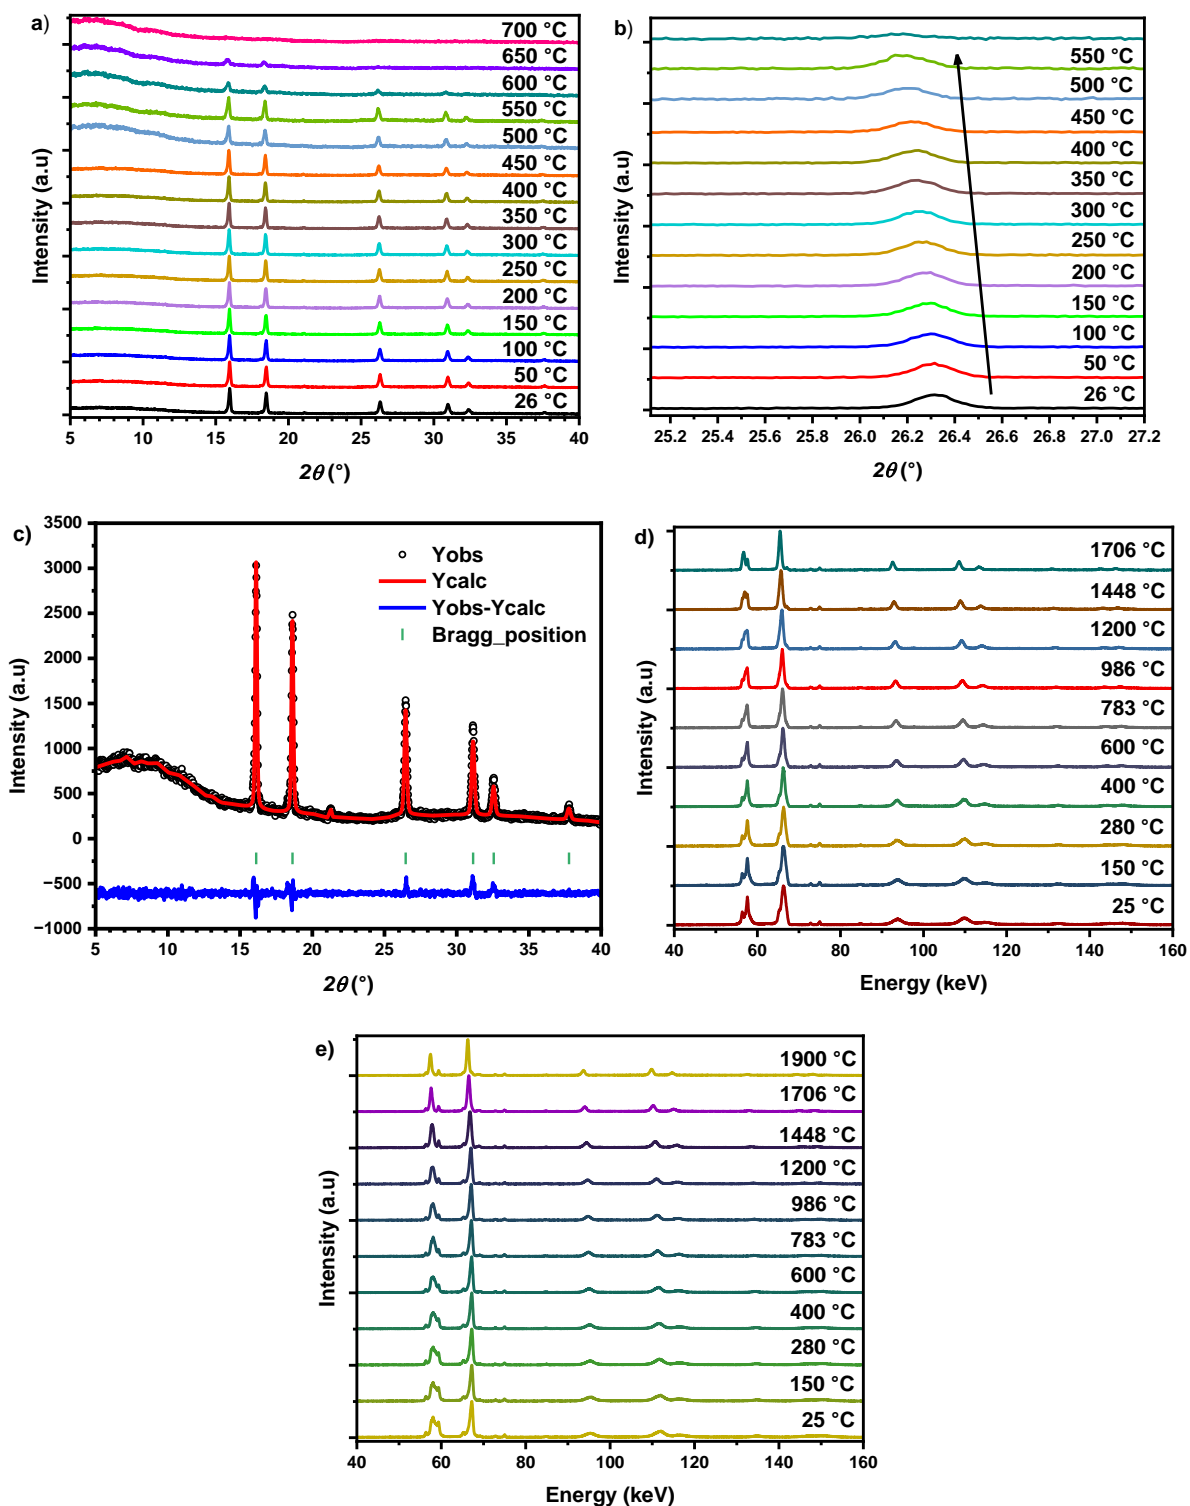 a)
700 °C
650 °C
600 °C
550 °C
500 °C
450 °C
400 °C
350 °C
300 °C
250 °C
200 °C
150 °C
100 °C
50 °C
26 °C
Intensity (a.u)
5 10 15 20 25 30 35 40
2θ (°)
b)
550 °C
500 °C
450 °C
400 °C
350 °C
300 °C
250 °C
200 °C
150 °C
100 °C
50 °C
26 °C
Intensity (a.u)
25.2 25.4 25.6 25.8 26.0 26.2 26.4 26.6 26.8 27.0 27.2
2θ (°)
c)
3500
3000
2500
2000
1500
1000
500
0
−500
−1000
Intensity (a.u)
Yobs
Ycalc
Yobs-Ycalc
Bragg_position
5 10 15 20 25 30 35 40
2θ (°)
d)
1706 °C
1448 °C
1200 °C
986 °C
783 °C
600 °C
400 °C
280 °C
150 °C
25 °C
Intensity (a.u)
40 60 80 100 120 140 160
Energy (keV)
e)
1900 °C
1706 °C
1448 °C
1200 °C
986 °C
783 °C
600 °C
400 °C
280 °C
150 °C
25 °C
Intensity (a.u)
40 60 80 100 120 140 160
Energy (keV)